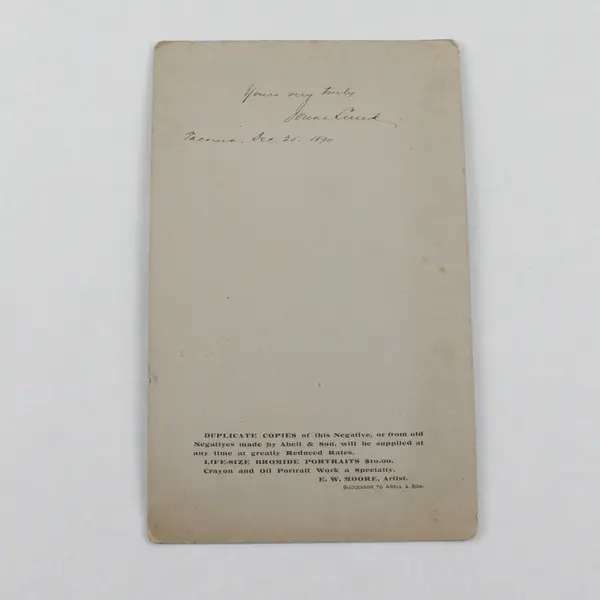 Yours very truly
Lund
Tacoma, Dec. 25. 1890
DUPLICATE COPIES of this Negative, or from old
Negatives made by Abell & Son, will be supplied at
any time at greatly Reduced Rates.
LIFE-SIZE BROMIDE PORTRAITS $10.00.
Crayon and Oil Portrait Work a Specialty.
E. W. MOORE, Artist.
SUCCESSOR TO ABELL & SON.